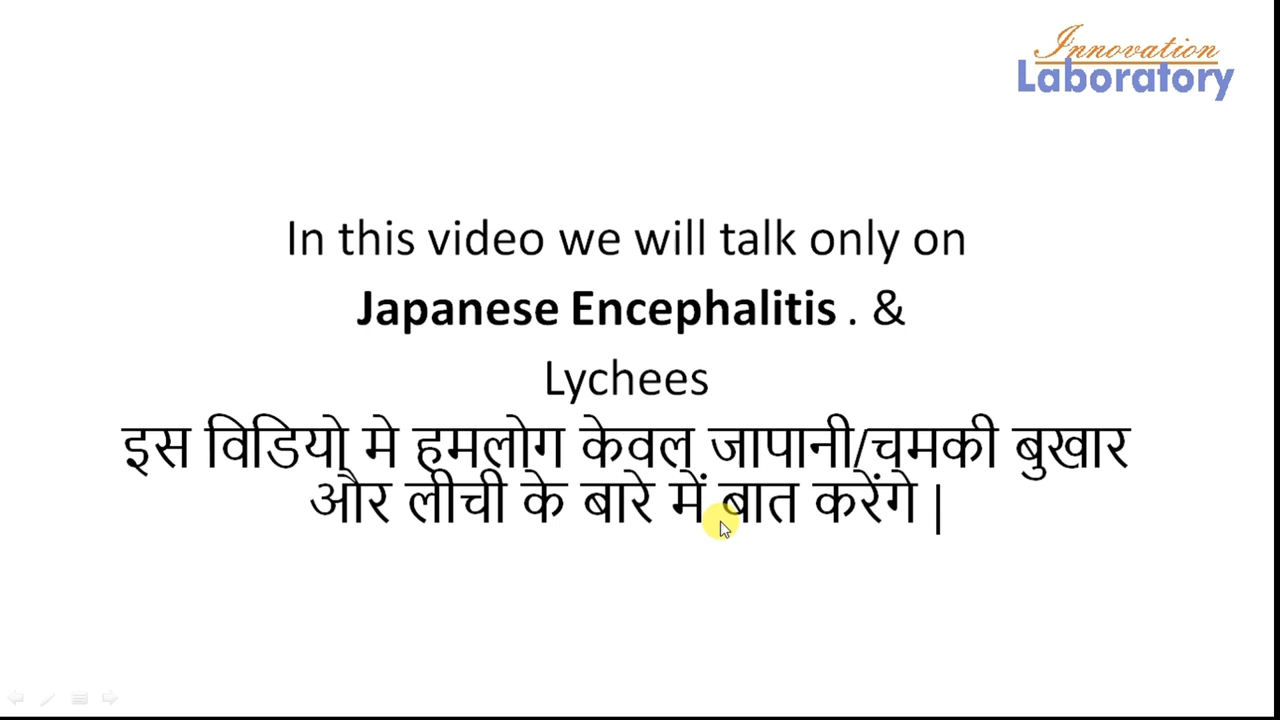 Innovation
Laboratory
In this video we will talk only on
Japanese Encephalitis . &
Lychees
इस विडियो मे हमलोग केवल जापानी/चमकी बुखार
और लीची के बारे में बात करेंगे |